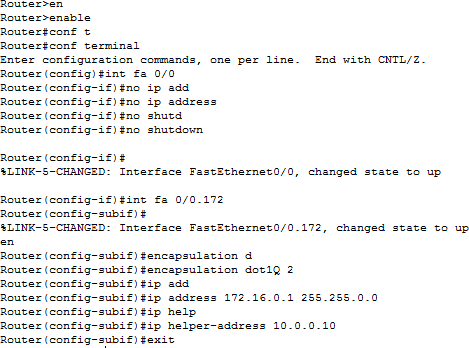 Router>en
Router>enable
Router#conf t
Router#conf terminal
Enter configuration commands, one per line.  End with CNTL/Z.
Router(config)#int fa 0/0
Router(config-if)#no ip add
Router(config-if)#no ip address
Router(config-if)#no shutd
Router(config-if)#no shutdown

Router(config-if)#
%LINK-5-CHANGED: Interface FastEthernet0/0, changed state to up

Router(config-if)#int fa 0/0.172
Router(config-subif)#
%LINK-5-CHANGED: Interface FastEthernet0/0.172, changed state to up
en
Router(config-subif)#encapsulation d
Router(config-subif)#encapsulation dot1Q 2
Router(config-subif)#ip add
Router(config-subif)#ip address 172.16.0.1 255.255.0.0
Router(config-subif)#ip help
Router(config-subif)#ip helper-address 10.0.0.10
Router(config-subif)#exit